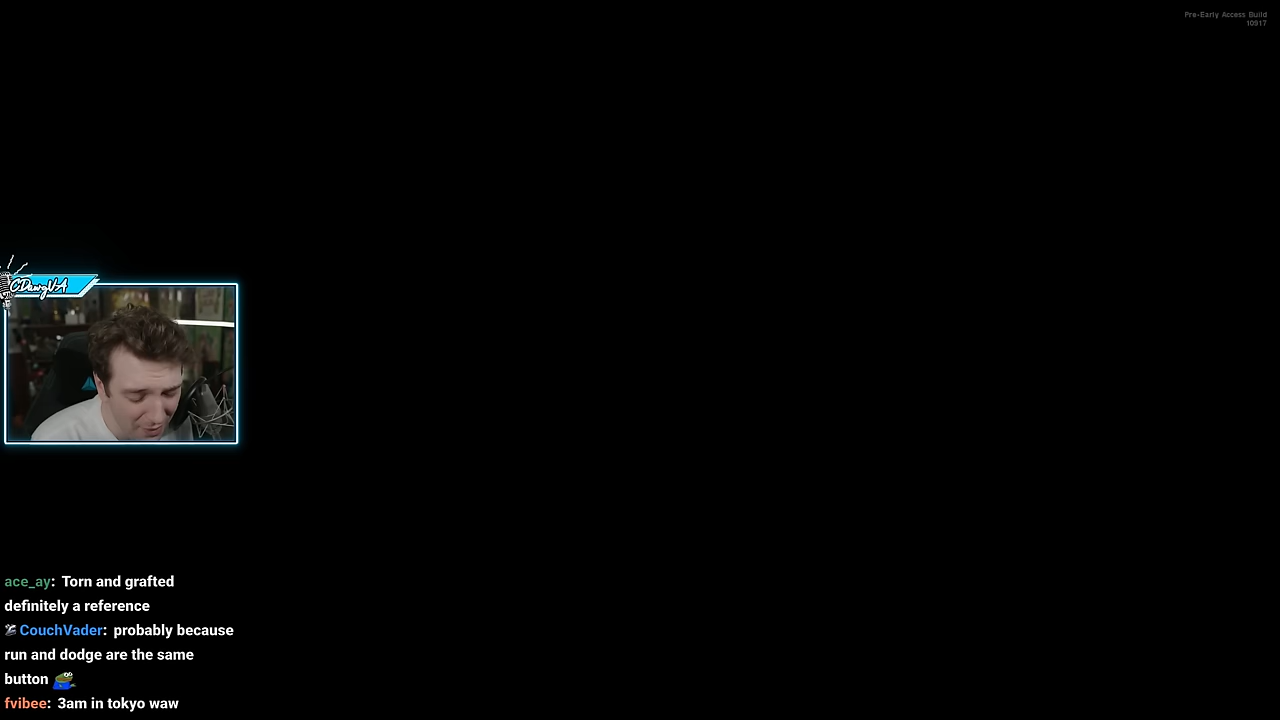 Pre-Early Access Build
10917
CDawgVA
ace_ay: Torn and grafted
definitely a reference
CouchVader: probably because
run and dodge are the same
button
fvibee: 3am in tokyo waw